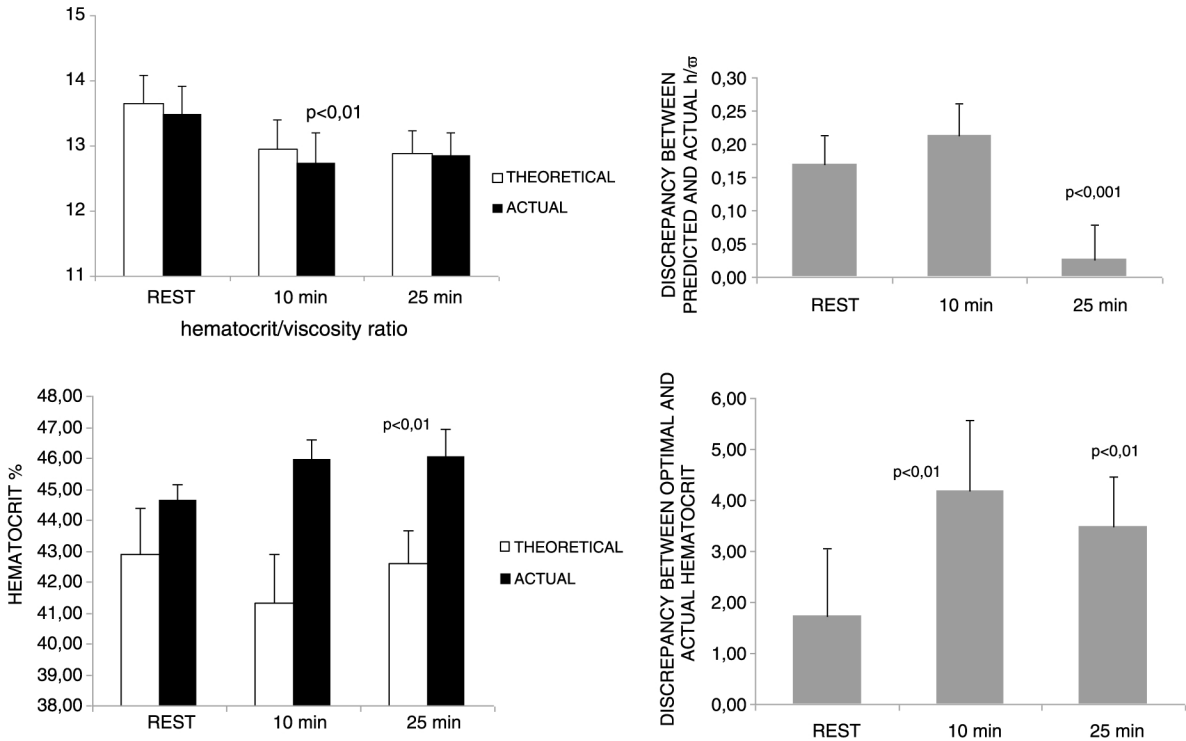 15
14
13
12
11
p<0,01
THEORETICAL
ACTUAL
REST
10 min
25 min
hematocrit/viscosity ratio
DISCREPANCY BETWEEN
PREDICTED AND ACTUAL h/ϖ
0,30
0,25
0,20
0,15
0,10
0,05
0,00
p<0,001
REST
10 min
25 min
HEMATOCRIT %
48,00
47,00
46,00
45,00
44,00
43,00
42,00
41,00
40,00
39,00
38,00
p<0,01
THEORETICAL
ACTUAL
REST
10 min
25 min
DISCREPANCY BETWEEN OPTIMAL AND
ACTUAL HEMATOCRIT
6,00
5,00
4,00
3,00
2,00
1,00
0,00
p<0,01
p<0,01
REST
10 min
25 min